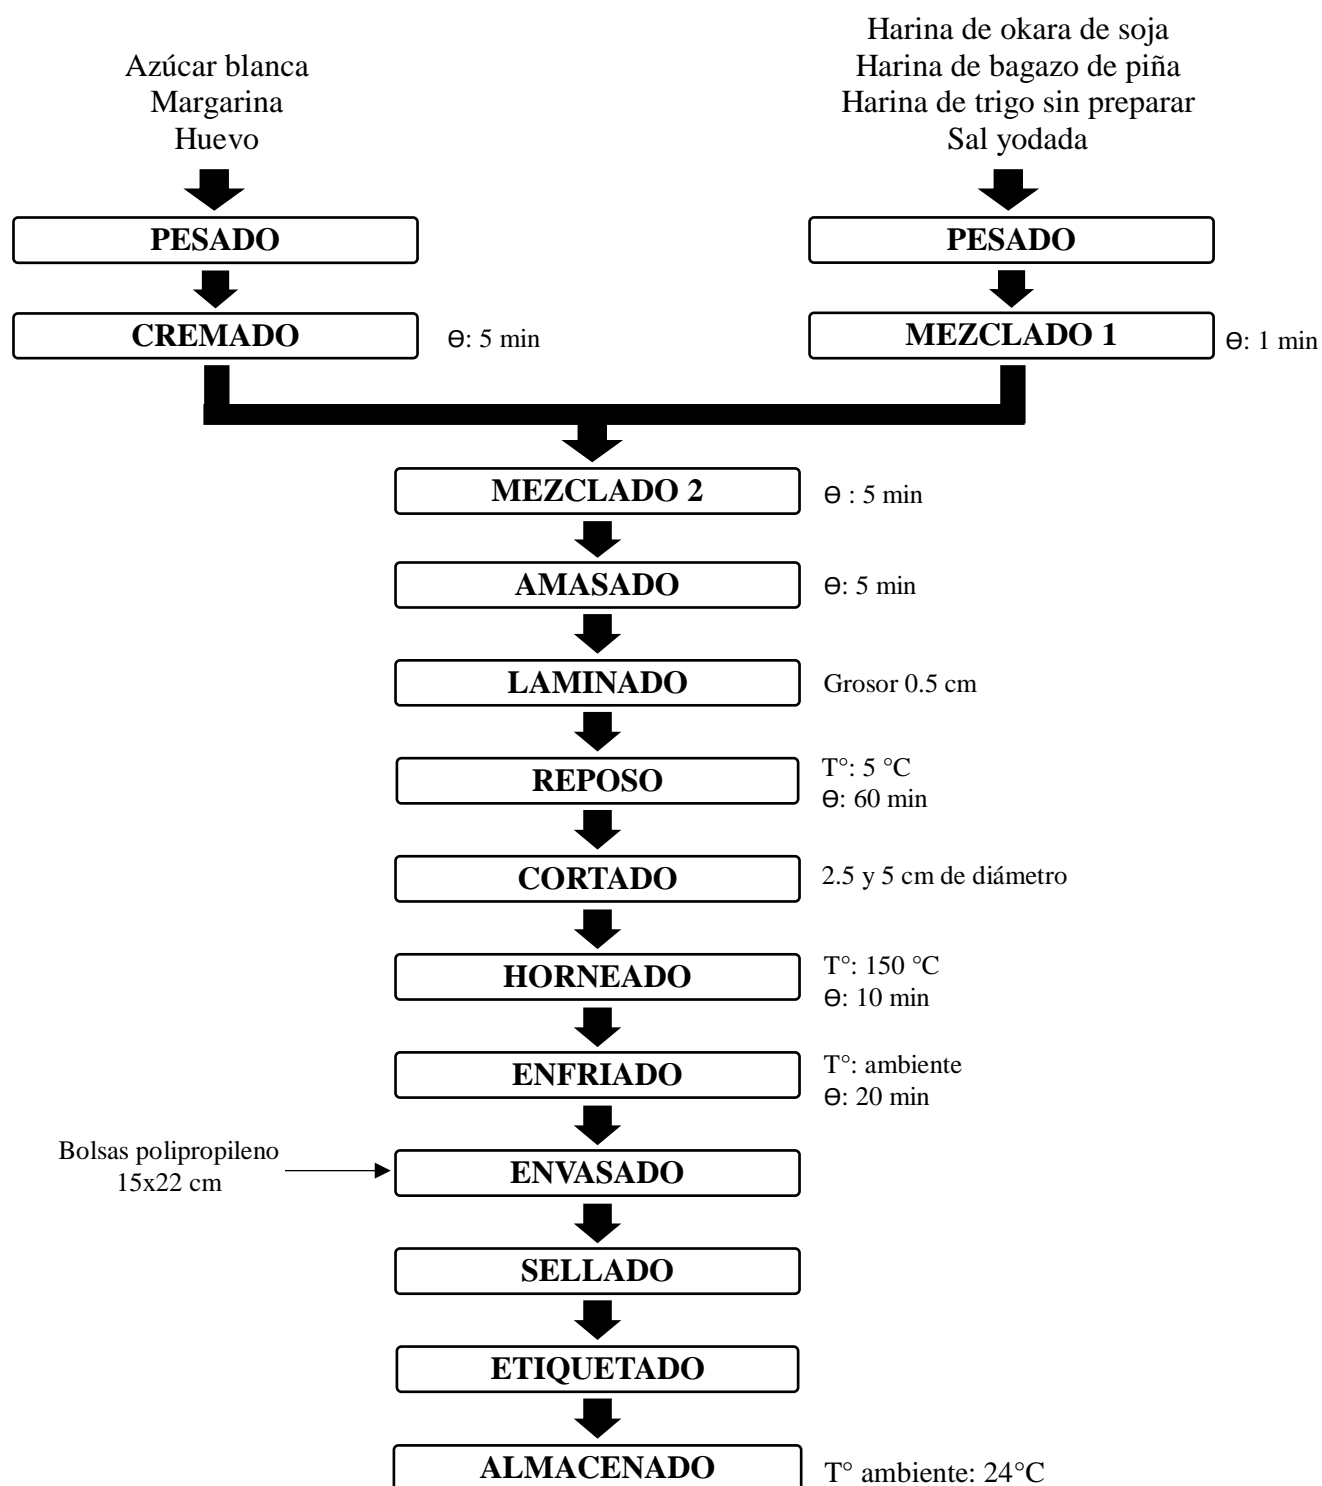 Azúcar blanca
Margarina
Huevo
Harina de okara de soja
Harina de bagazo de piña
Harina de trigo sin preparar
Sal yodada
PESADO
PESADO
CREMADO
Ɵ: 5 min
MEZCLADO 1
Ɵ: 1 min
MEZCLADO 2
Ɵ : 5 min
AMASADO
Ɵ: 5 min
LAMINADO
Grosor 0.5 cm
REPOSO
T°: 5 °C
Ɵ: 60 min
CORTADO
2.5 y 5 cm de diámetro
HORNEADO
T°: 150 °C
Ɵ: 10 min
ENFRIADO
T°: ambiente
Ɵ: 20 min
Bolsas polipropileno
15x22 cm
ENVASADO
SELLADO
ETIQUETADO
ALMACENADO
T° ambiente: 24°C